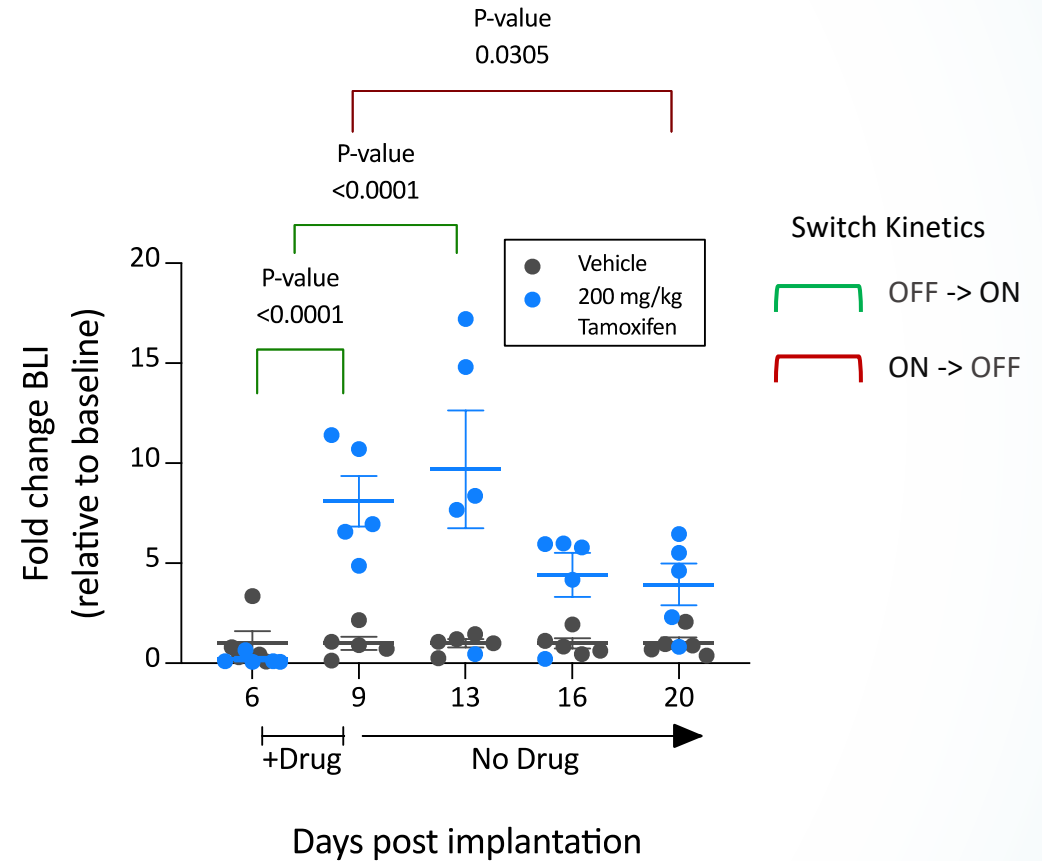 P-value
0.0305
P-value
<0.0001
P-value
<0.0001
Vehicle
200 mg/kg
Tamoxifen
Switch Kinetics
OFF -> ON
ON -> OFF
Fold change BLI
(relative to baseline)
20
15
10
5
0
6 9 13 16 20
+Drug No Drug
Days post implantation